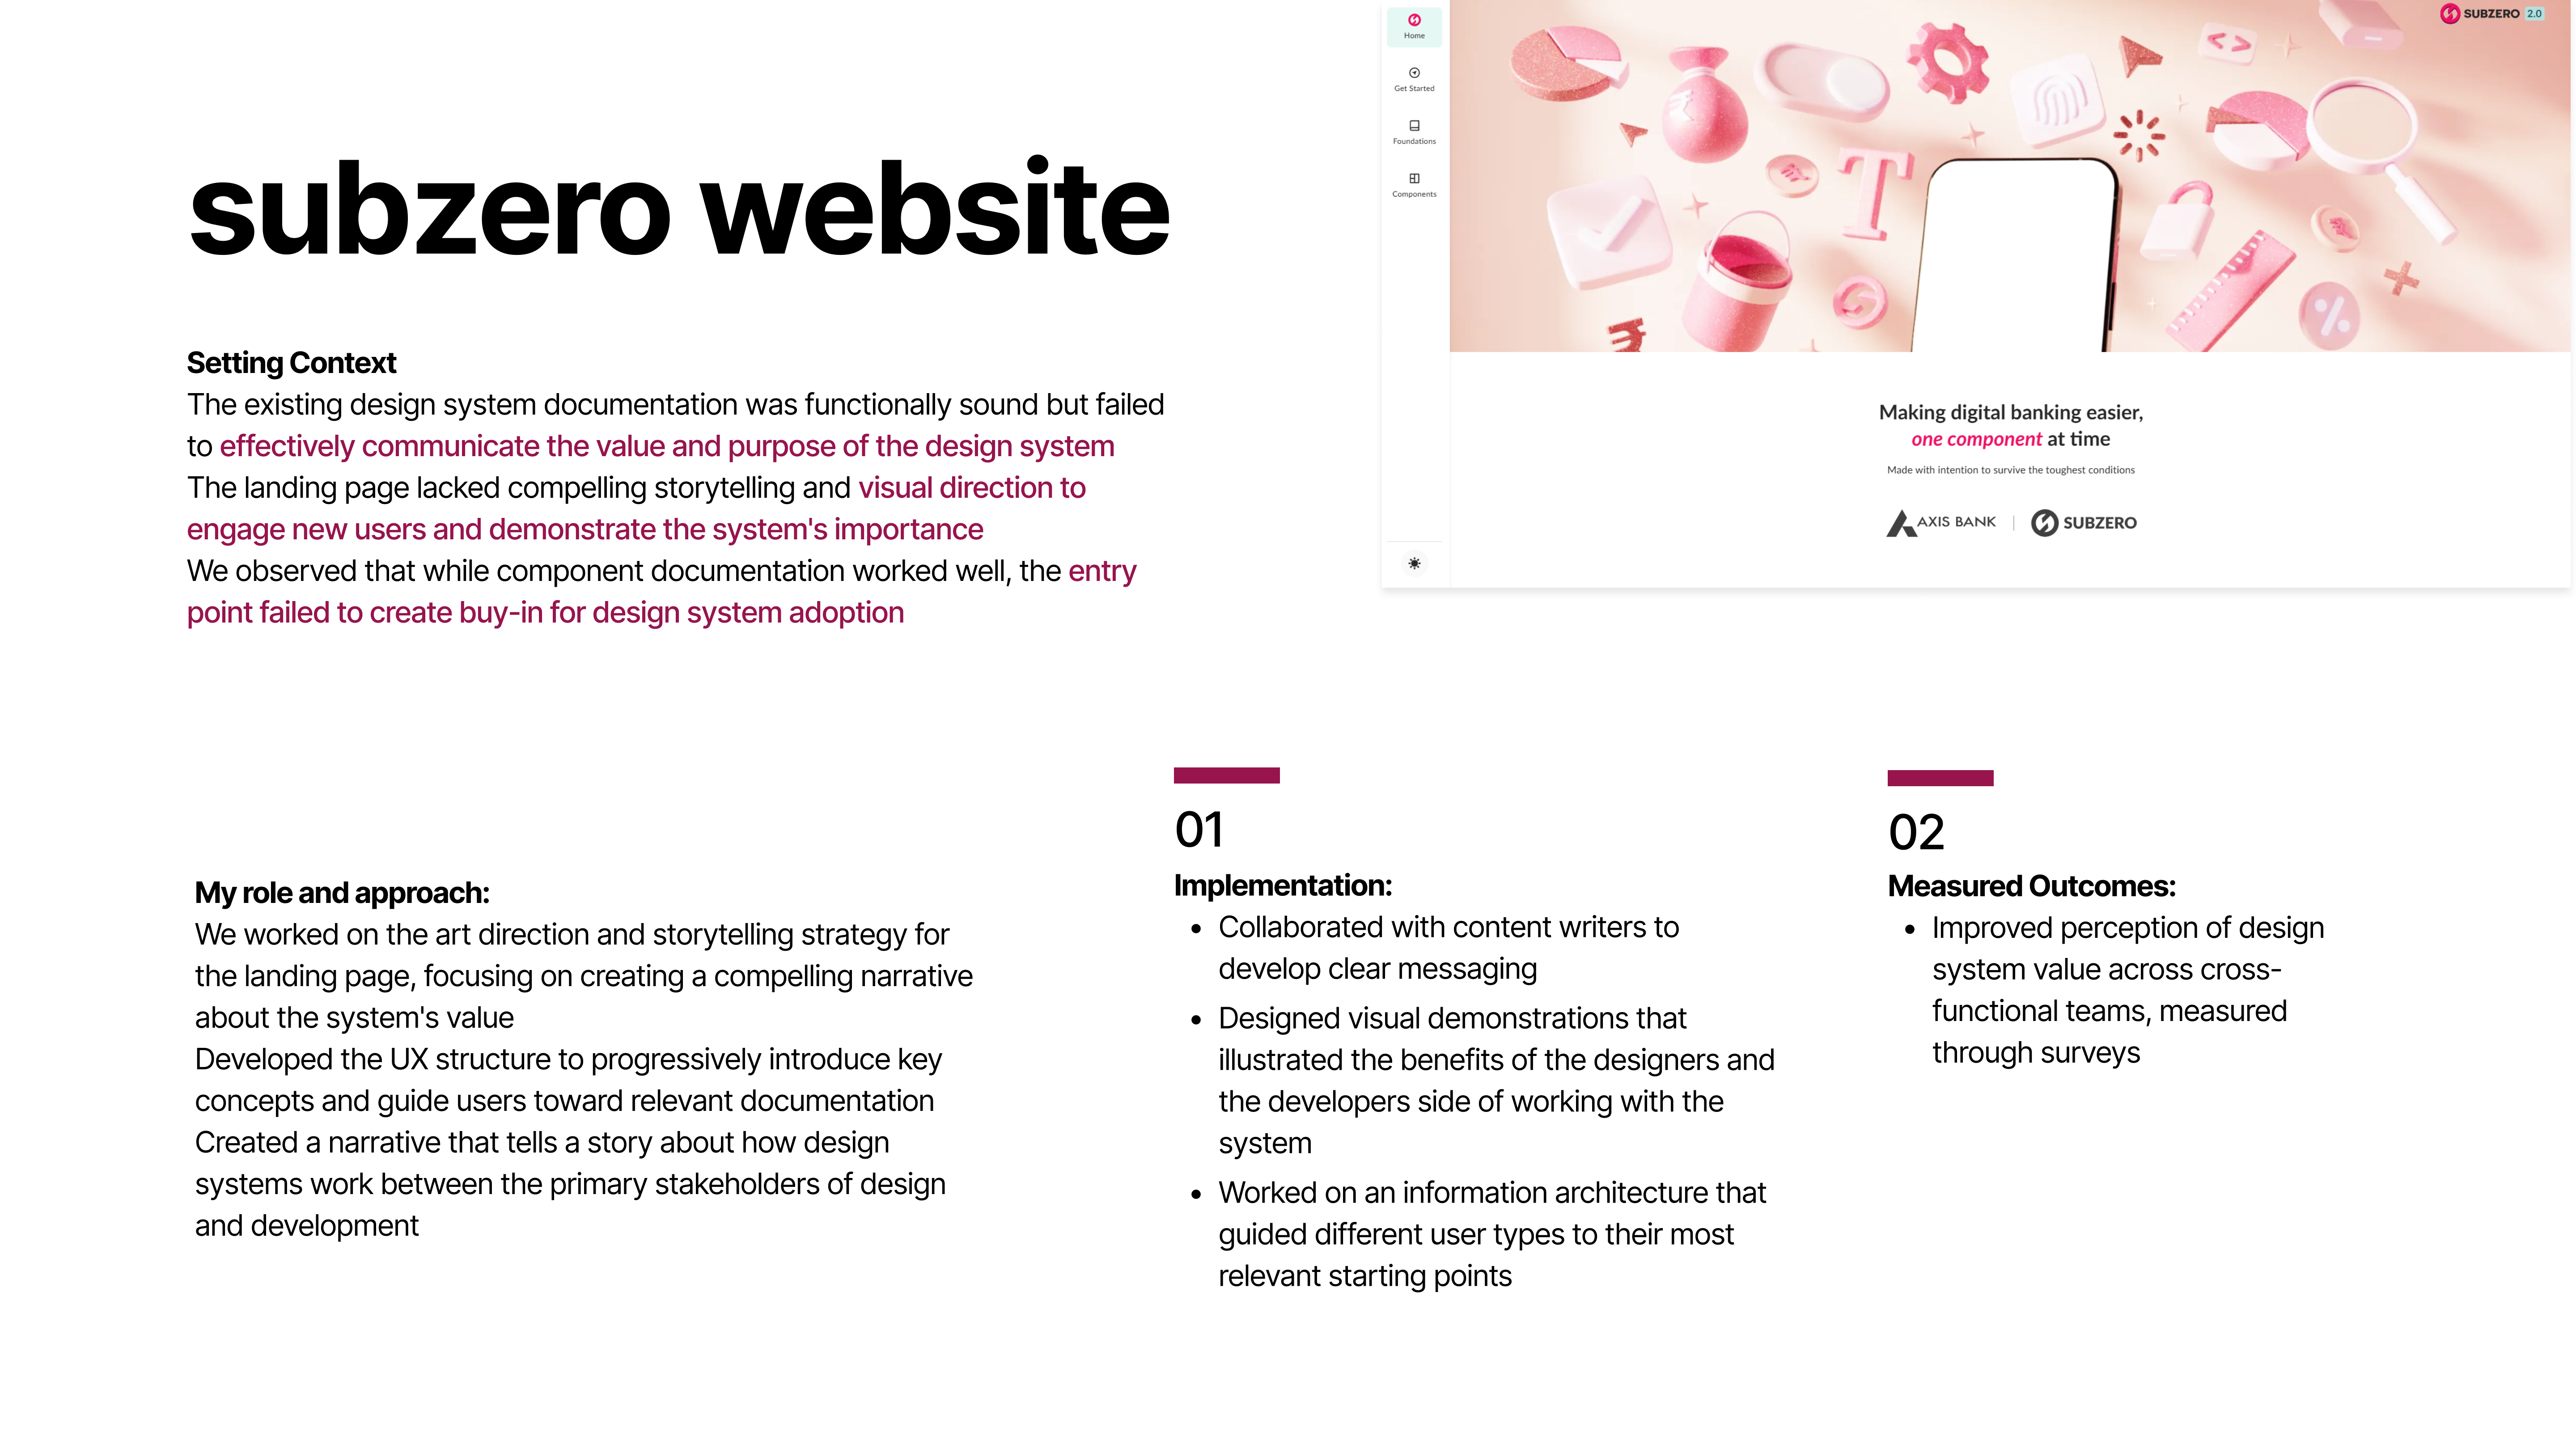 subzero website
Setting Context
The existing design system documentation was functionally sound but failed
to effectively communicate the value and purpose of the design system
The landing page lacked compelling storytelling and visual direction to
engage new users and demonstrate the system's importance
We observed that while component documentation worked well, the entry
point failed to create buy-in for design system adoption
Home
Get Started
Foundations
Components
SUBZERO 2.0
Making digital banking easier,
one component at time
Made with intention to survive the toughest conditions
AXIS BANK | SUBZERO
My role and approach:
We worked on the art direction and storytelling strategy for
the landing page, focusing on creating a compelling narrative
about the system's value
Developed the UX structure to progressively introduce key
concepts and guide users toward relevant documentation
Created a narrative that tells a story about how design
systems work between the primary stakeholders of design
and development
01
Implementation:
• Collaborated with content writers to
develop clear messaging
• Designed visual demonstrations that
illustrated the benefits of the designers and
the developers side of working with the
system
• Worked on an information architecture that
guided different user types to their most
relevant starting points
02
Measured Outcomes:
• Improved perception of design
system value across cross-
functional teams, measured
through surveys